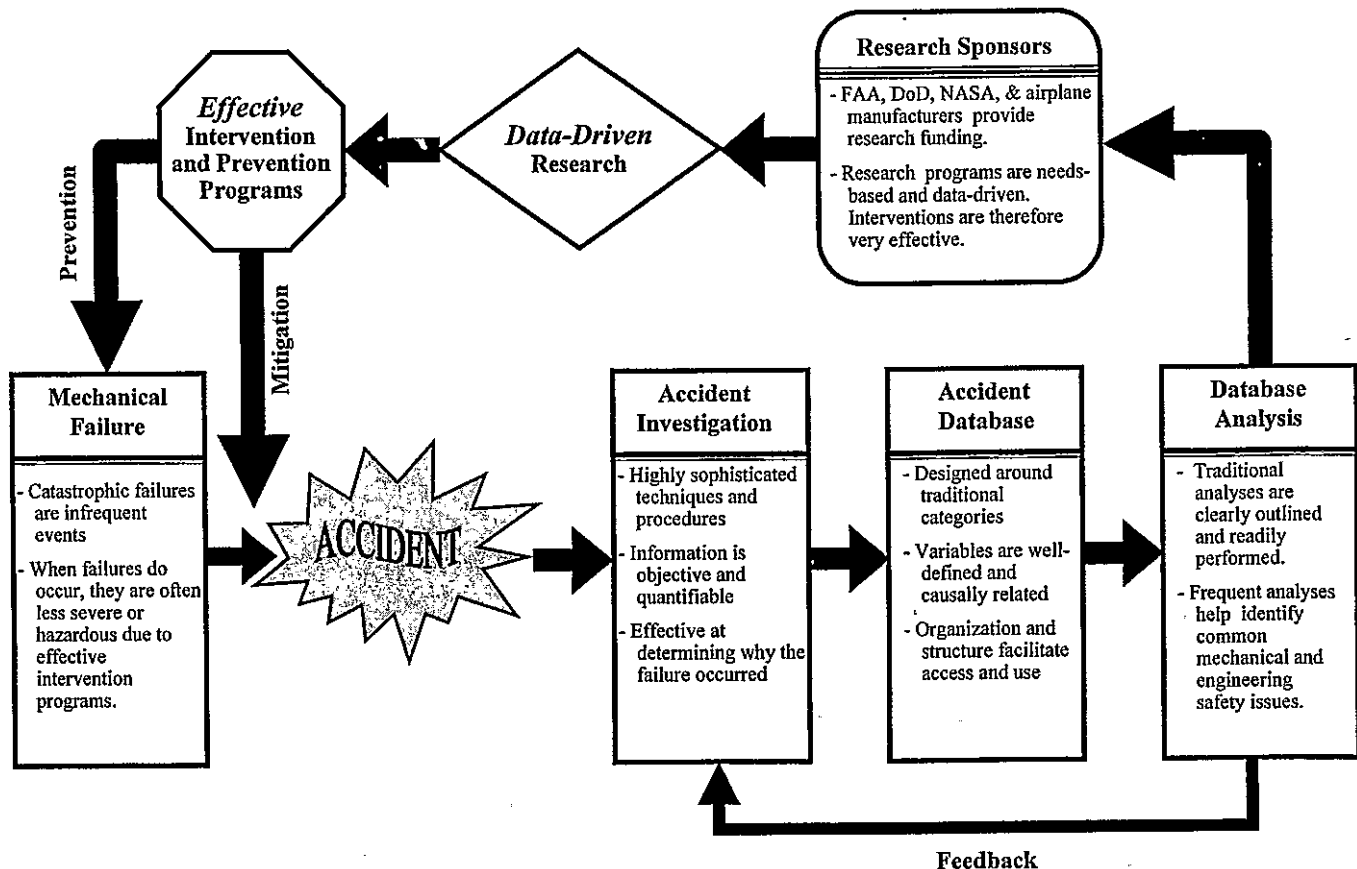 Research Sponsors
- FAA, DoD, NASA, & airplane
manufacturers provide
research funding.
- Research programs are needs-
based and data-driven.
Interventions are therefore
very effective.
Data-Driven
Research
Effective
Intervention
and Prevention
Programs
Prevention
Mitigation
Mechanical
Failure
- Catastrophic failures
are infrequent
events
- When failures do
occur, they are often
less severe or
hazardous due to
effective
intervention
programs.
ACCIDENT
Accident
Investigation
- Highly sophisticated
techniques and
procedures
- Information is
objective and
quantifiable
- Effective at
determining why the
failure occurred
Accident
Database
- Designed around
traditional
categories
- Variables are well-
defined and
causally related
- Organization and
structure facilitate
access and use
Database
Analysis
- Traditional
analyses are
clearly outlined
and readily
performed.
- Frequent analyses
help identify
common
mechanical and
engineering
safety issues.
Feedback